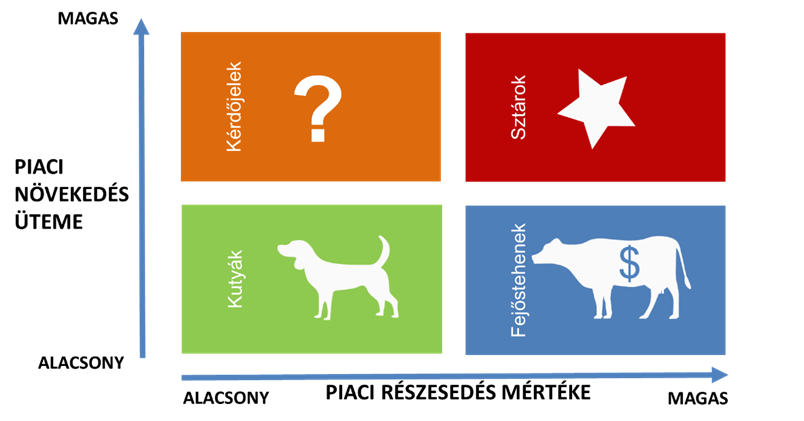 MAGAS
Kérdőjelek
?
Sztárok
PIACI
NÖVEKEDÉS
ÜTEME
Kutyák
Fejőstehenek
$
ALACSONY
ALACSONY
PIACI RÉSZESEDÉS MÉRTÉKE
MAGAS